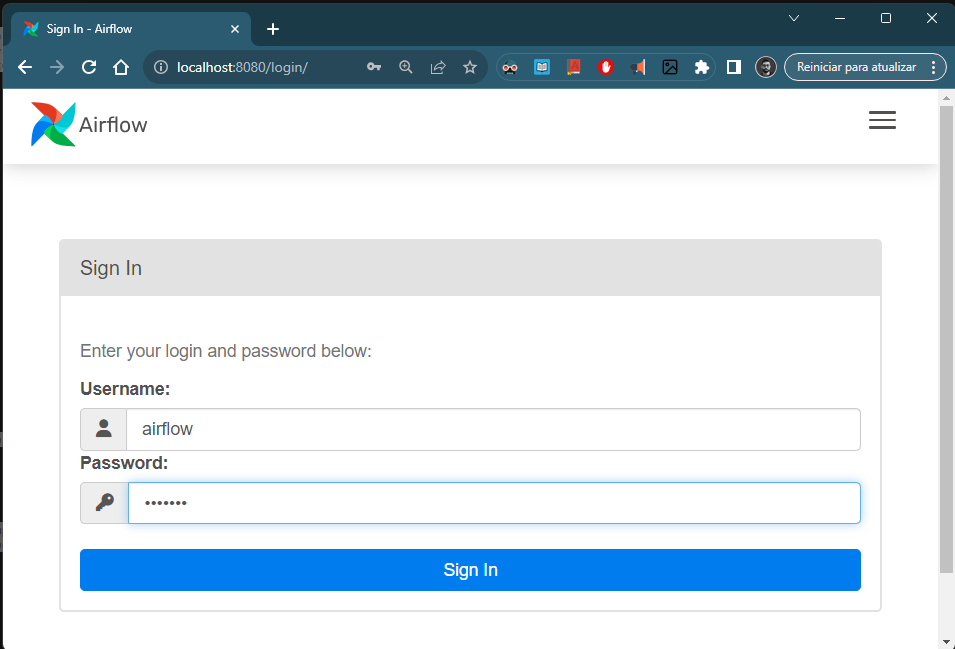 Sign In - Airflow
localhost:8080/login/
Reiniciar para atualizar
Airflow
Sign In
Enter your login and password below:
Username:
airflow
Password:
•••••••
Sign In